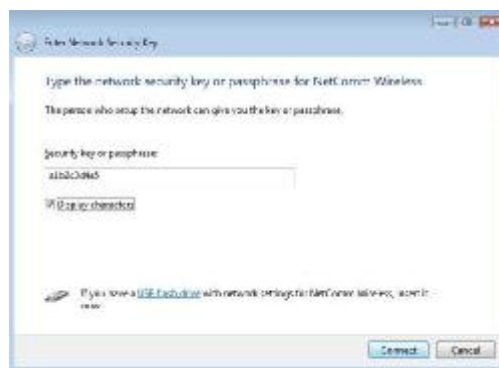 Enter Network Security Key
Type the network security key or passphrase for NetComm Wireless
The person who setup the network can give you the key or passphrase.
Security key or passphrase:
a1b2c3d4e5
Display characters
If you have a USB flash drive with network settings for NetComm Wireless, insert it
now.
Connect Cancel